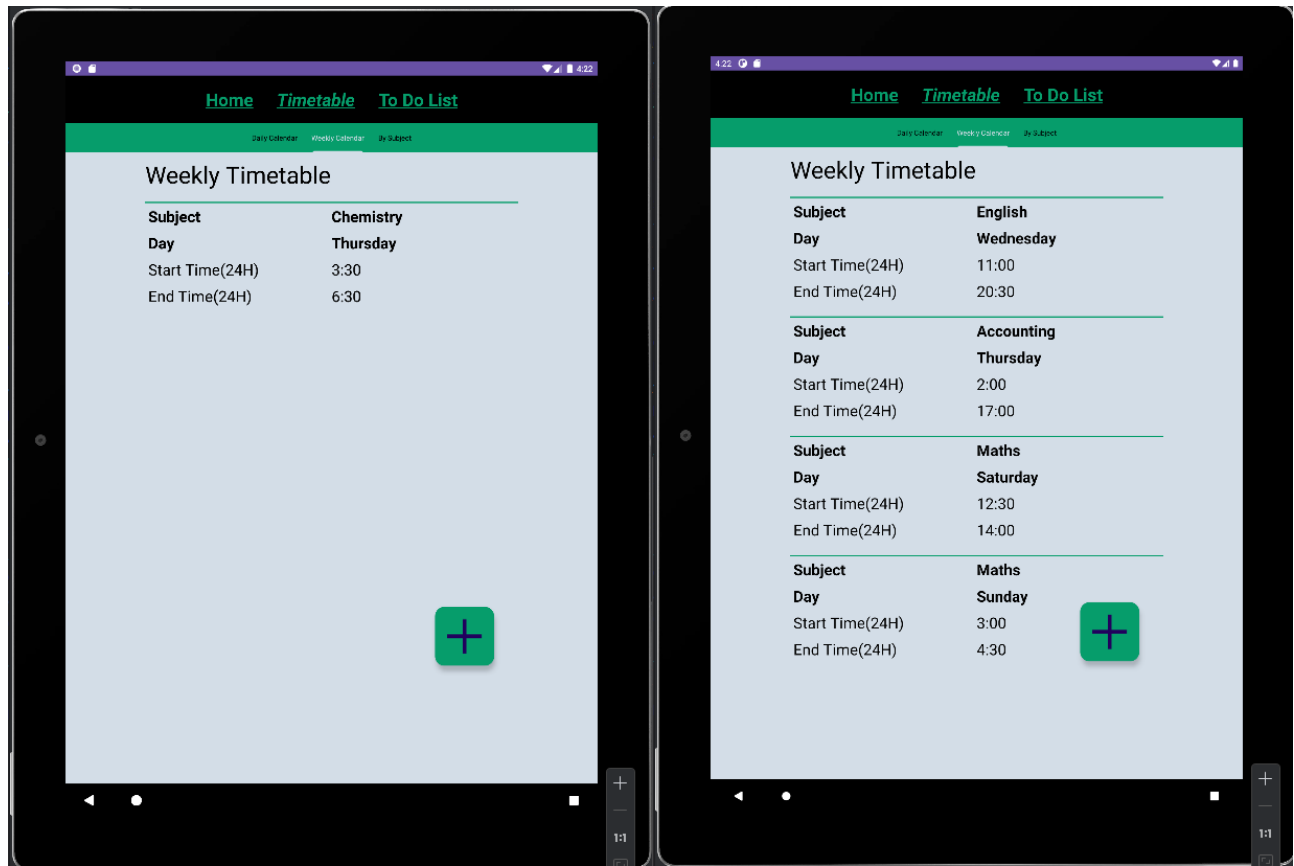 4:22
Home Timetable To Do List
Daily Calendar Weekly Calendar By Subject
Weekly Timetable
Subject Chemistry
Day Thursday
Start Time(24H) 3:30
End Time(24H) 6:30
1:1
4:22
Home Timetable To Do List
Daily Calendar Weekly Calendar By Subject
Weekly Timetable
Subject English
Day Wednesday
Start Time(24H) 11:00
End Time(24H) 20:30
Subject Accounting
Day Thursday
Start Time(24H) 2:00
End Time(24H) 17:00
Subject Maths
Day Saturday
Start Time(24H) 12:30
End Time(24H) 14:00
Subject Maths
Day Sunday
Start Time(24H) 3:00
End Time(24H) 4:30
1:1